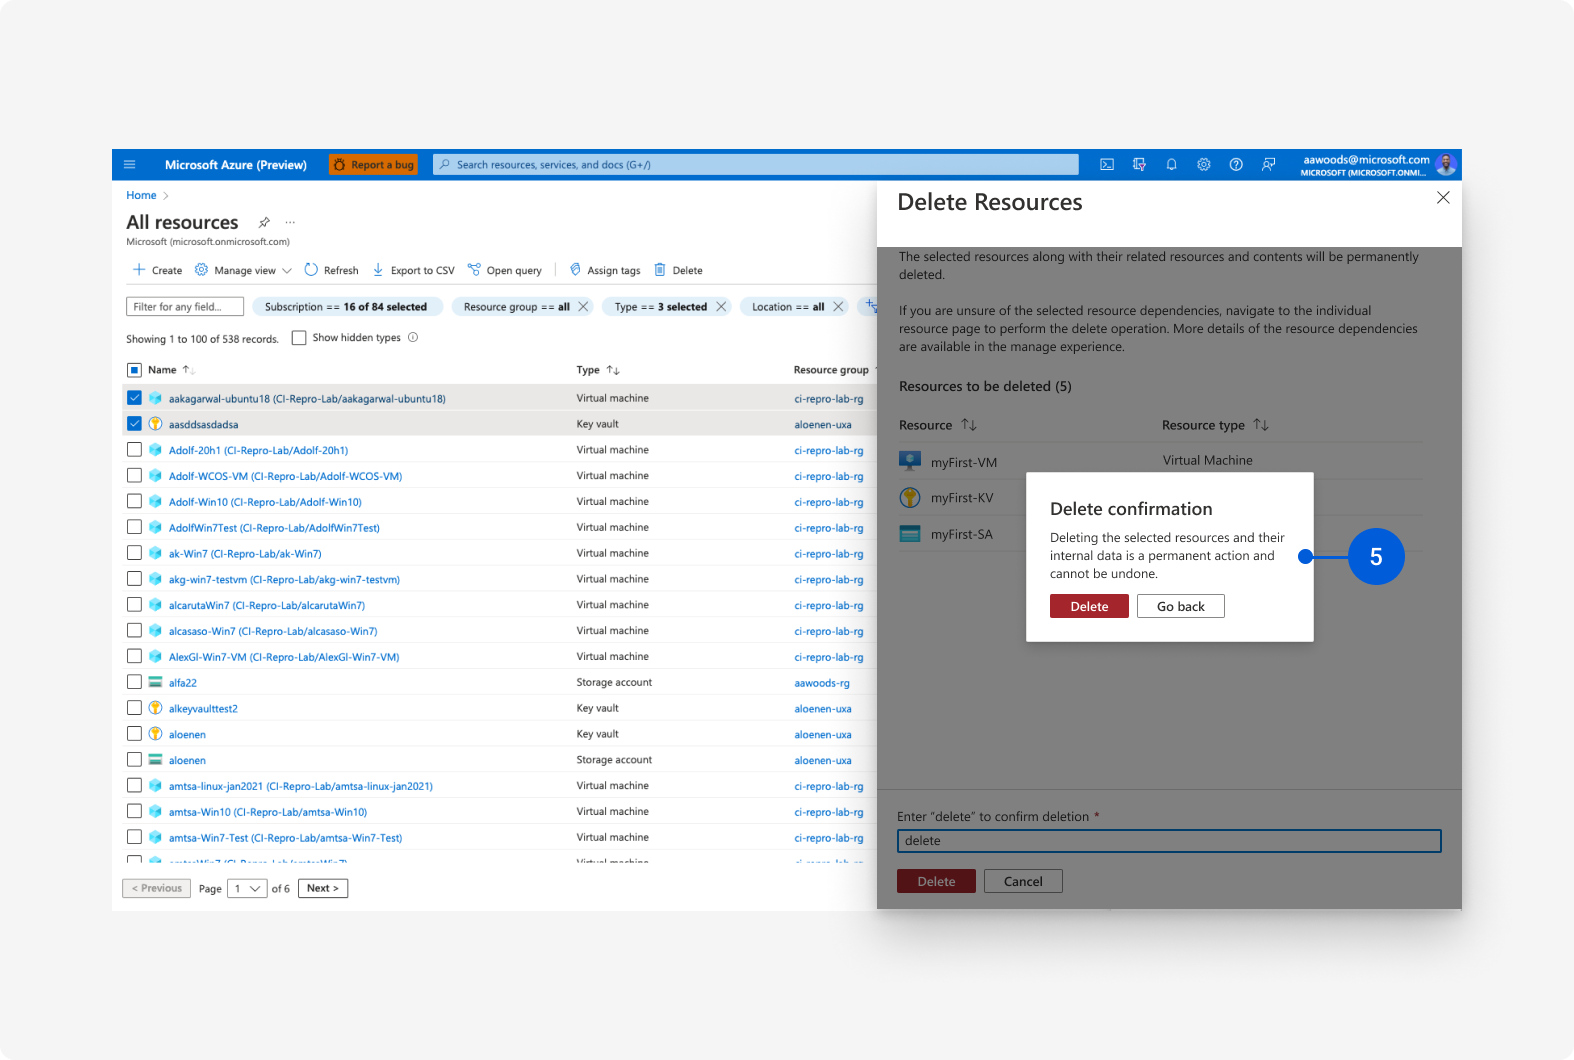 Microsoft Azure (Preview)
Report a bug
Search resources, services, and docs (G+/)
aawoods@microsoft.com
MICROSOFT (MICROSOFT.ONMI...
Home
All resources
...
Microsoft (microsoft.onmicrosoft.com)
Create
Manage view
Refresh
Export to CSV
Open query
Assign tags
Delete
Filter for any field...
Subscription == 16 of 84 selected
Resource group == all
Type == 3 selected
Location == all
Showing 1 to 100 of 538 records.
Show hidden types
Name
Type
Resource group
aakagarwal-ubuntu18 (CI-Repro-Lab/aakagarwal-ubuntu18) Virtual machine ci-repro-lab-rg
aasddsasdadsa Key vault aloenen-uxa
Adolf-20h1 (CI-Repro-Lab/Adolf-20h1) Virtual machine ci-repro-lab-rg
Adolf-WCOS-VM (CI-Repro-Lab/Adolf-WCOS-VM) Virtual machine ci-repro-lab-rg
Adolf-Win10 (CI-Repro-Lab/Adolf-Win10) Virtual machine ci-repro-lab-rg
AdolfWin7Test (CI-Repro-Lab/AdolfWin7Test) Virtual machine ci-repro-lab-rg
ak-Win7 (CI-Repro-Lab/ak-Win7) Virtual machine ci-repro-lab-rg
akg-win7-testvm (CI-Repro-Lab/akg-win7-testvm) Virtual machine ci-repro-lab-rg
alcarutaWin7 (CI-Repro-Lab/alcarutaWin7) Virtual machine ci-repro-lab-rg
alcasaso-Win7 (CI-Repro-Lab/alcasaso-Win7) Virtual machine ci-repro-lab-rg
AlexGl-Win7-VM (CI-Repro-Lab/AlexGl-Win7-VM) Virtual machine ci-repro-lab-rg
alfa22 Storage account aawoods-rg
alkeyvaulttest2 Key vault aloenen-uxa
aloenen Key vault aloenen-uxa
aloenen Storage account aloenen-uxa
amtsa-linux-jan2021 (CI-Repro-Lab/amtsa-linux-jan2021) Virtual machine ci-repro-lab-rg
amtsa-Win10 (CI-Repro-Lab/amtsa-Win10) Virtual machine ci-repro-lab-rg
amtsa-Win7-Test (CI-Repro-Lab/amtsa-Win7-Test) Virtual machine ci-repro-lab-rg
< Previous
Page 1 of 6
Next >
Delete Resources
The selected resources along with their related resources and contents will be permanently
deleted.
If you are unsure of the selected resource dependencies, navigate to the individual
resource page to perform the delete operation. More details of the resource dependencies
are available in the manage experience.
Resources to be deleted (5)
Resource
Resource type
myFirst-VM Virtual Machine
myFirst-KV
myFirst-SA
Delete confirmation
Deleting the selected resources and their
internal data is a permanent action and
cannot be undone.
Delete
Go back
5
Enter “delete” to confirm deletion *
delete
Delete
Cancel